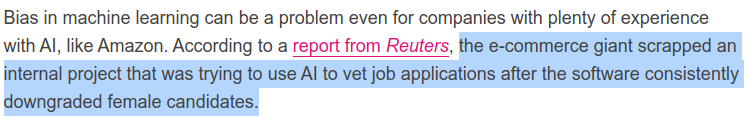 Bias in machine learning can be a problem even for companies with plenty of experience
with AI, like Amazon. According to a report from Reuters, the e-commerce giant scrapped an
internal project that was trying to use AI to vet job applications after the software consistently
downgraded female candidates.